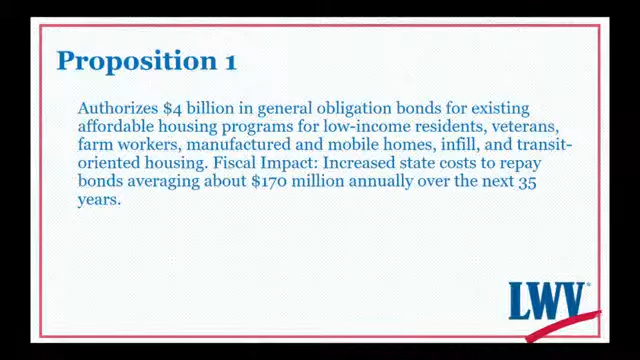 Proposition 1
Authorizes $4 billion in general obligation bonds for existing
affordable housing programs for low-income residents, veterans,
farm workers, manufactured and mobile homes, infill, and transit-
oriented housing. Fiscal Impact: Increased state costs to repay
bonds averaging about $170 million annually over the next 35
years.
LWV®